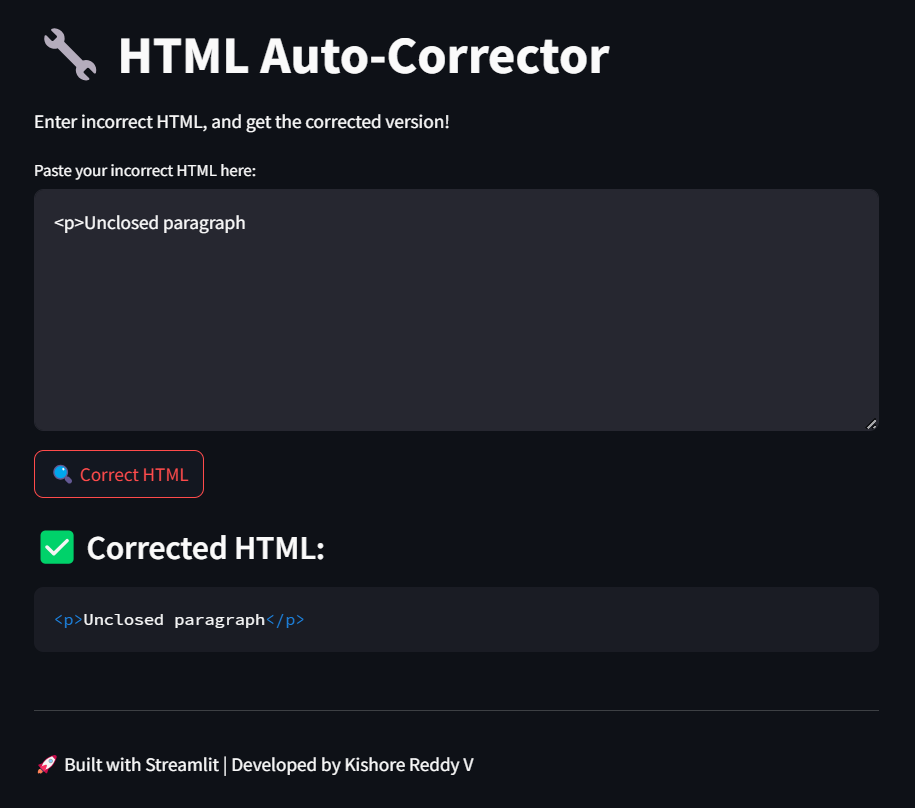 HTML Auto-Corrector
Enter incorrect HTML, and get the corrected version!
Paste your incorrect HTML here:
<p>Unclosed paragraph
Correct HTML
Corrected HTML:
<p>Unclosed paragraph</p>
Built with Streamlit | Developed by Kishore Reddy V